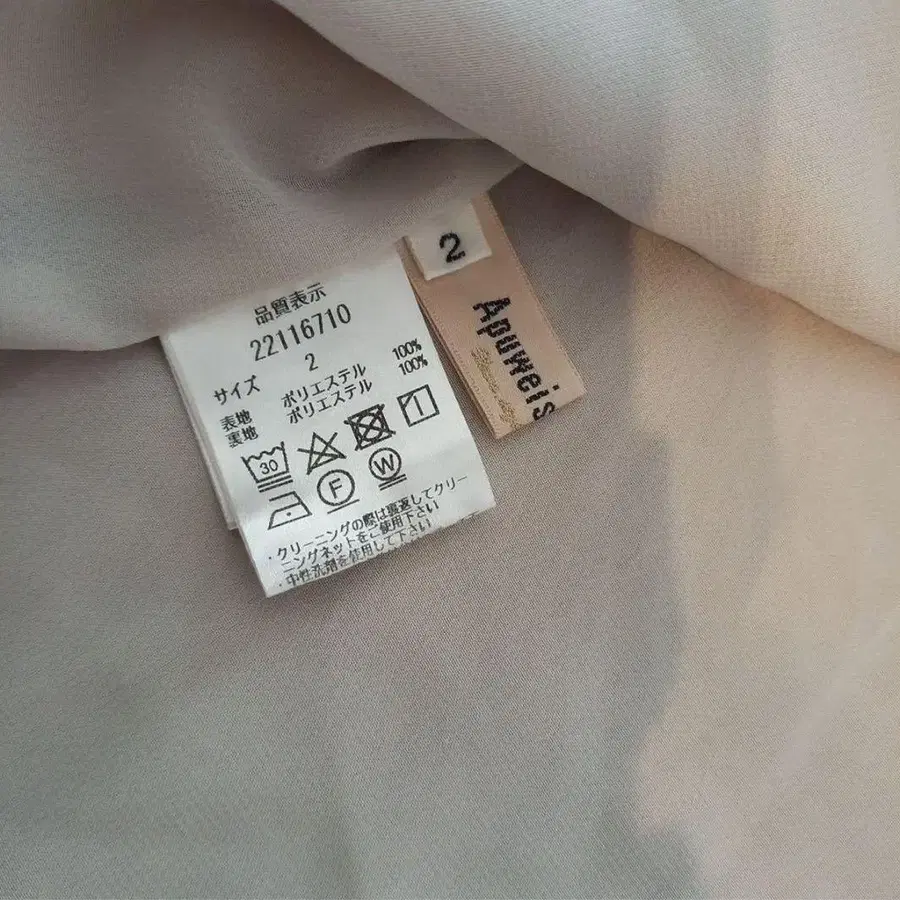 品質表示
22116710
サイズ 2
表地 ポリエステル 100%
裏地 ポリエステル 100%
30
F W
・クリーニングの際は裏返してクリー
ニングネットをご使用下さい
・中性洗剤を使用して下さい
2
Apuweis